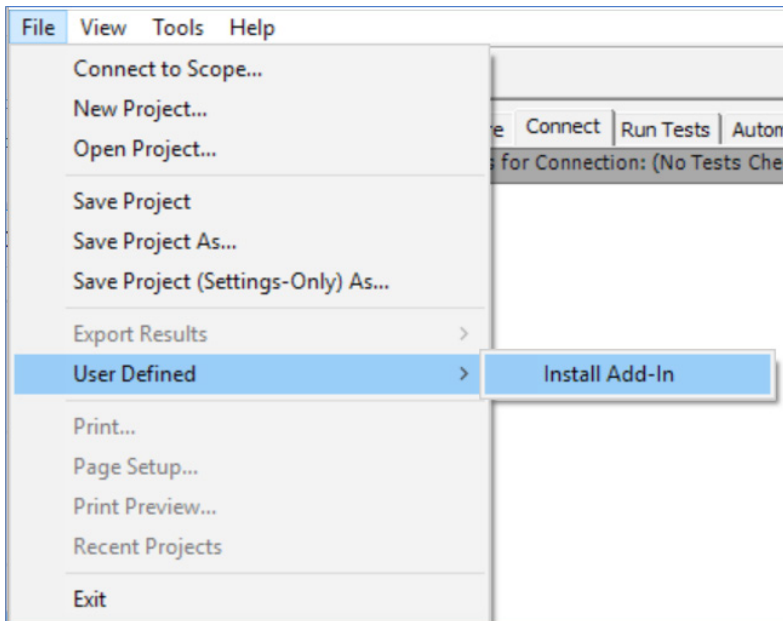 File View Tools Help
Connect to Scope...
New Project...
Open Project...
Connect Run Tests
for Connection: (No Tests
Save Project
Save Project As...
Save Project (Settings-Only) As...
Export Results
User Defined
Install Add-In
Print...
Page Setup...
Print Preview...
Recent Projects
Exit